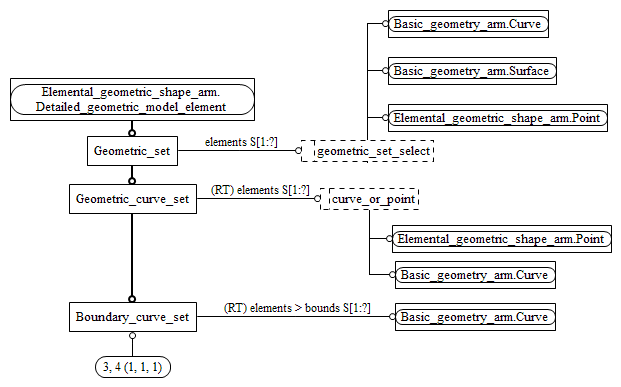 Basic_geometry_arm.Curve
Basic_geometry_arm.Surface
Elemental_geometric_shape_arm.
Detailed_geometric_model_element
Elemental_geometric_shape_arm.Point
Geometric_set
elements S[1:?]
geometric_set_select
Geometric_curve_set
(RT) elements S[1:?]
curve_or_point
Elemental_geometric_shape_arm.Point
Basic_geometry_arm.Curve
Boundary_curve_set
(RT) elements > bounds S[1:?]
Basic_geometry_arm.Curve
3, 4 (1, 1, 1)